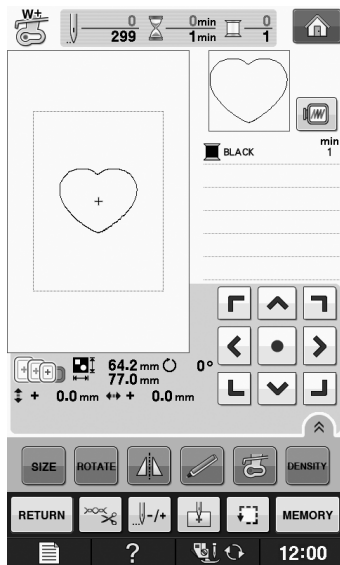 W+
0 0min 0
299 1min 1
min
BLACK 1
64.2 mm 0°
77.0 mm
+ 0.0 mm + 0.0 mm
SIZE ROTATE DENSITY
RETURN -/+ MEMORY
? 12:00